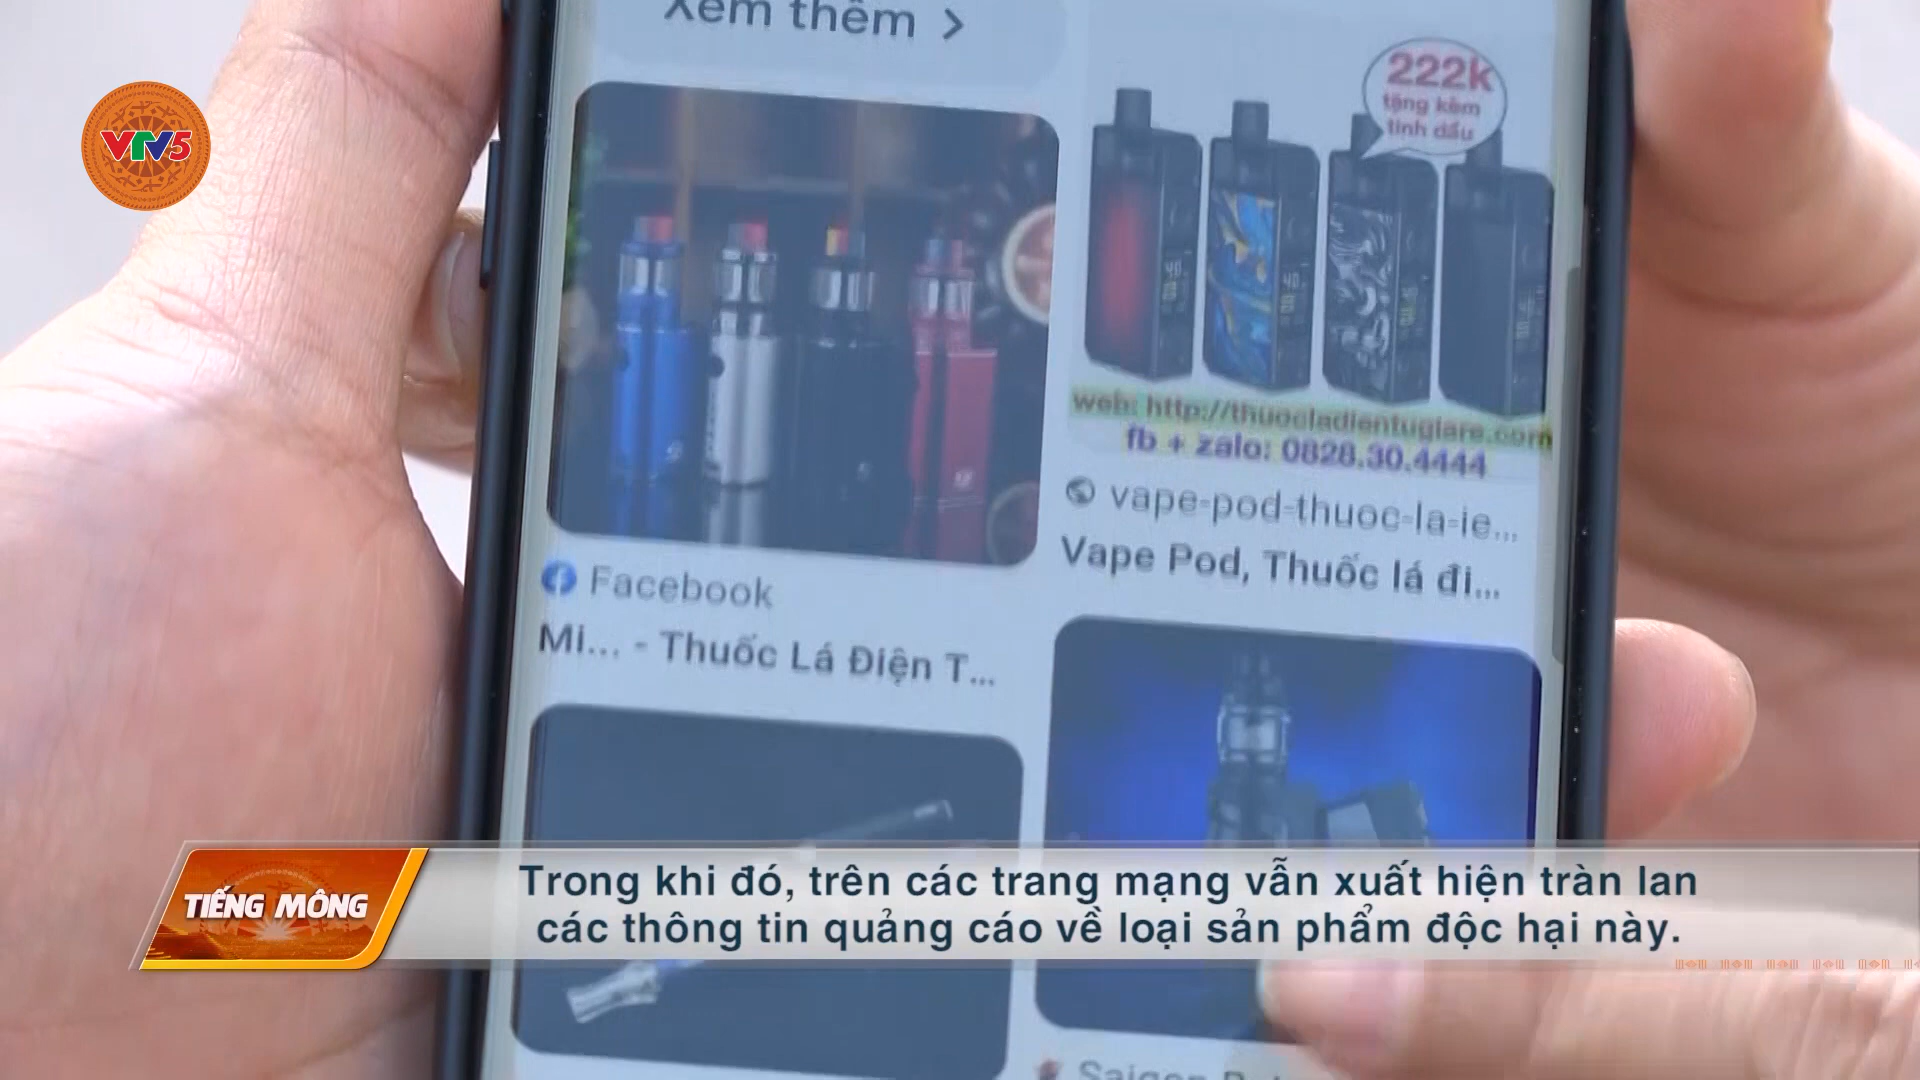 Xem thêm >
VTV5
222k
tặng kèm
tinh dầu
web: http://thuocladientugiare.com
fb + zalo: 0828.30.4444
vape-pod-thuoc-la-ie...
Vape Pod, Thuốc lá đi...
Facebook
Mi... - Thuốc Lá Điện T...
TIẾNG MÔNG
Trong khi đó, trên các trang mạng vẫn xuất hiện tràn lan
các thông tin quảng cáo về loại sản phẩm độc hại này.
Saigon